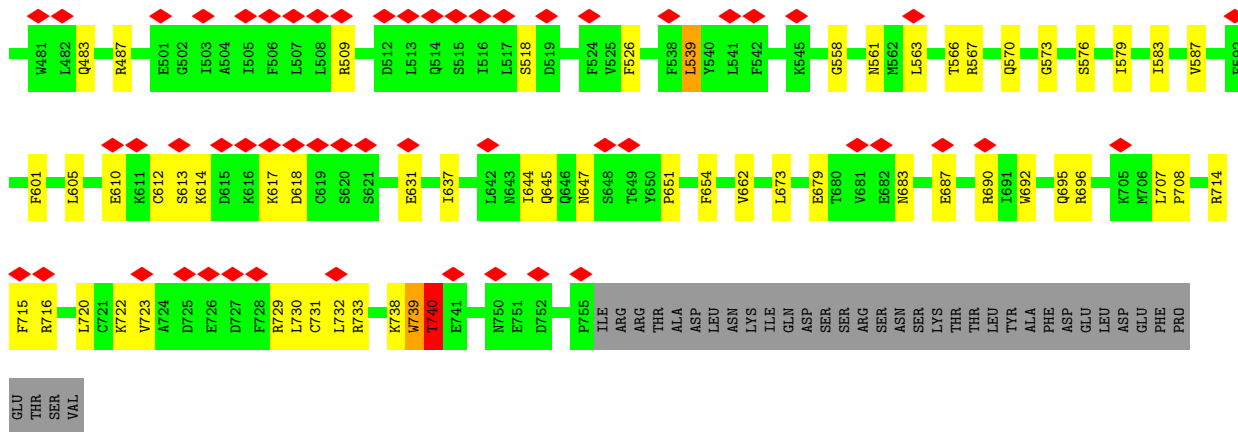 W481 L482 Q483 R487 E501 G502 I503 A504 I505 F506 L507 L508 R509 D512 L513 Q514 S515 I516 L517 S518 D519 F524 V525 F526 F538 L539 Y540 L541 F542 K545 G558 N561 M562 L563 T566 R567 Q570 G573 S576 I579 I583 V587
F601 L605 E610 K611 C612 S613 K614 D615 K616 K617 D618 C619 S620 S621 E631 I637 L642 N643 I644 Q645 Q646 N647 S648 T649 Y650 P651 F654 V662 L673 E679 T680 V681 E682 N683 E687 R690 I691 W692 Q695 R696 K705 M706 L707 P708 R714
F715 R716 L720 C721 K722 V723 A724 D725 E726 D727 F728 R729 L730 C731 L732 R733 K738 W739 T740 E741 N750 E751 D752 P755 ILE ARG ARG THR ALA ASP LEU ASN LYS ILE GLN ASP SER SER ARG SER ASN SER LYS THR THR LEU TYR ALA PHE ASP GLU LEU ASP GLU PHE PRO
GLU THR SER VAL